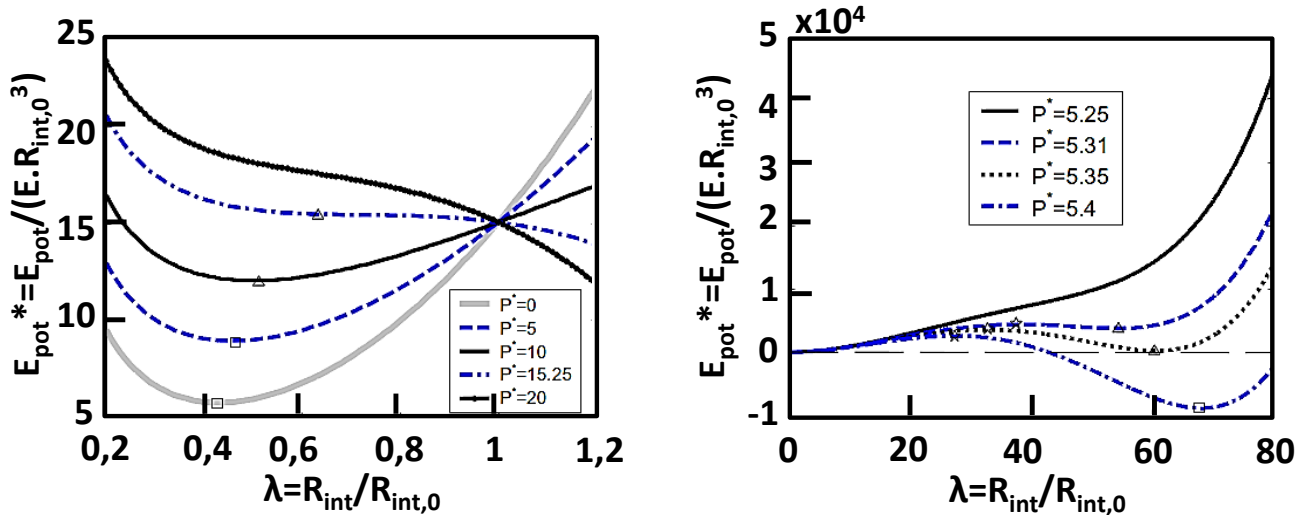 E_pot*=E_pot/(E.R_int,0^3)
25
20
15
10
5
P*=0
P*=5
P*=10
P*=15.25
P*=20
0,2 0,4 0,6 0,8 1 1,2
λ=R_int/R_int,0
x10^4
E_pot*=E_pot/(E.R_int,0^3)
5
4
3
2
1
0
-1
P*=5.25
P*=5.31
P*=5.35
P*=5.4
0 20 40 60 80
λ=R_int/R_int,0